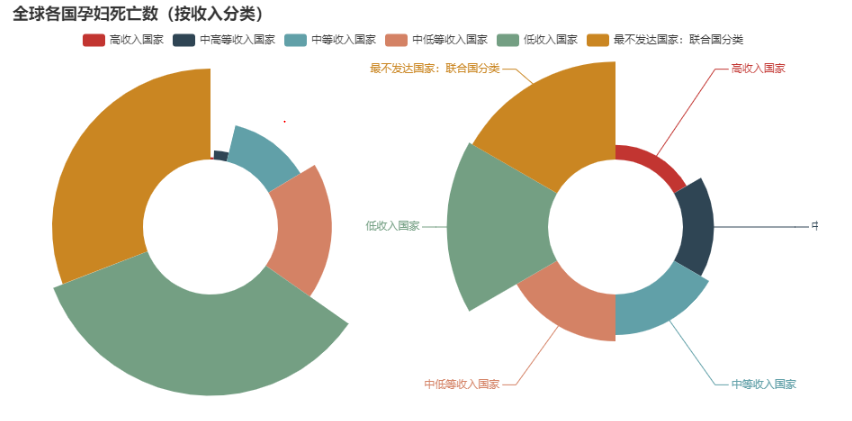 全球各国孕妇死亡数（按收入分类）
高收入国家 中高等收入国家 中等收入国家 中低等收入国家 低收入国家 最不发达国家：联合国分类
最不发达国家：联合国分类 高收入国家
低收入国家
中低等收入国家 中等收入国家